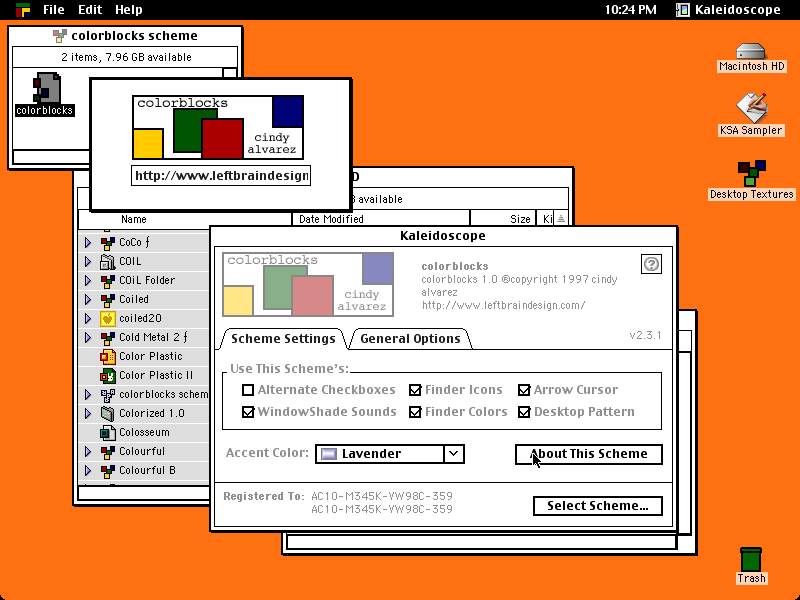 File Edit Help
10:24 PM Kaleidoscope
colorblocks scheme
2 items, 7.96 GB available
colorblocks
colorblocks
cindy
alvarez
http://www.leftbraindesign
available
Name Date Modified Size Ki
CoCo ƒ
COIL
COiL Folder
Coiled
coiled20
Cold Metal 2 ƒ
Color Plastic
Color Plastic II
colorblocks schem
Colorized 1.0
Colosseum
Colourful
Colourful B
Kaleidoscope
colorblocks
cindy
alvarez
colorblocks
colorblocks 1.0 ©copyright 1997 cindy
alvarez
http://www.leftbraindesign.com/
?
v2.3.1
Scheme Settings General Options
Use This Scheme's:
Alternate Checkboxes Finder Icons Arrow Cursor
WindowShade Sounds Finder Colors Desktop Pattern
Accent Color: Lavender About This Scheme
Registered To: AC10-M345K-YW98C-359
AC10-M345K-YW98C-359
Select Scheme...
Macintosh HD
KSA Sampler
Desktop Textures
Trash